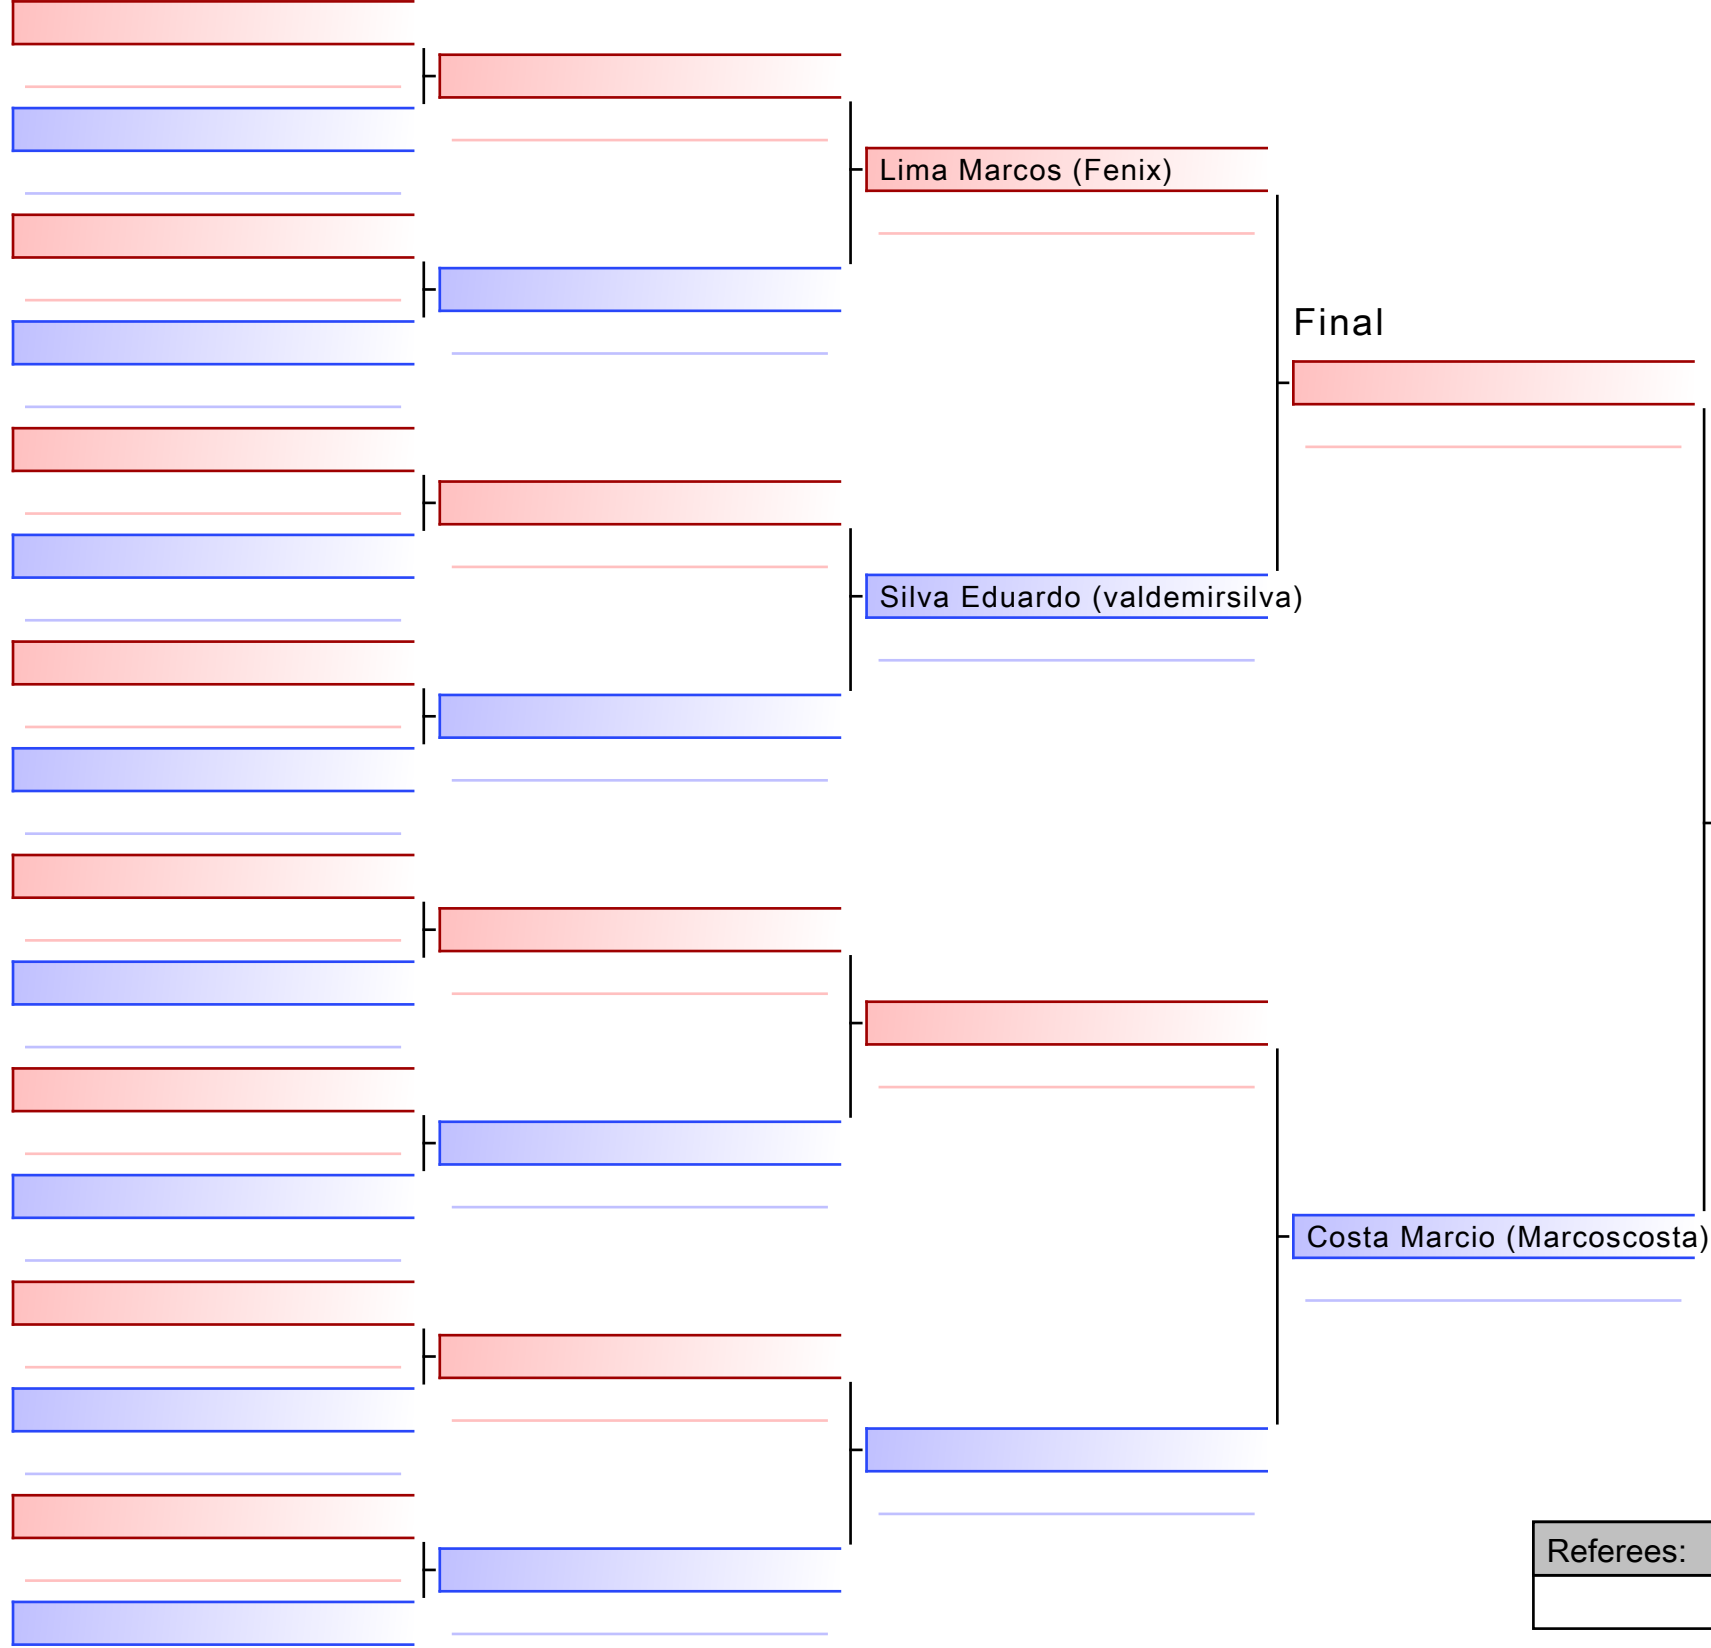 Lima Marcos (Fenix)
Final
Silva Eduardo (valdemirsilva)
Costa Marcio (Marcoscosta)
Referees: